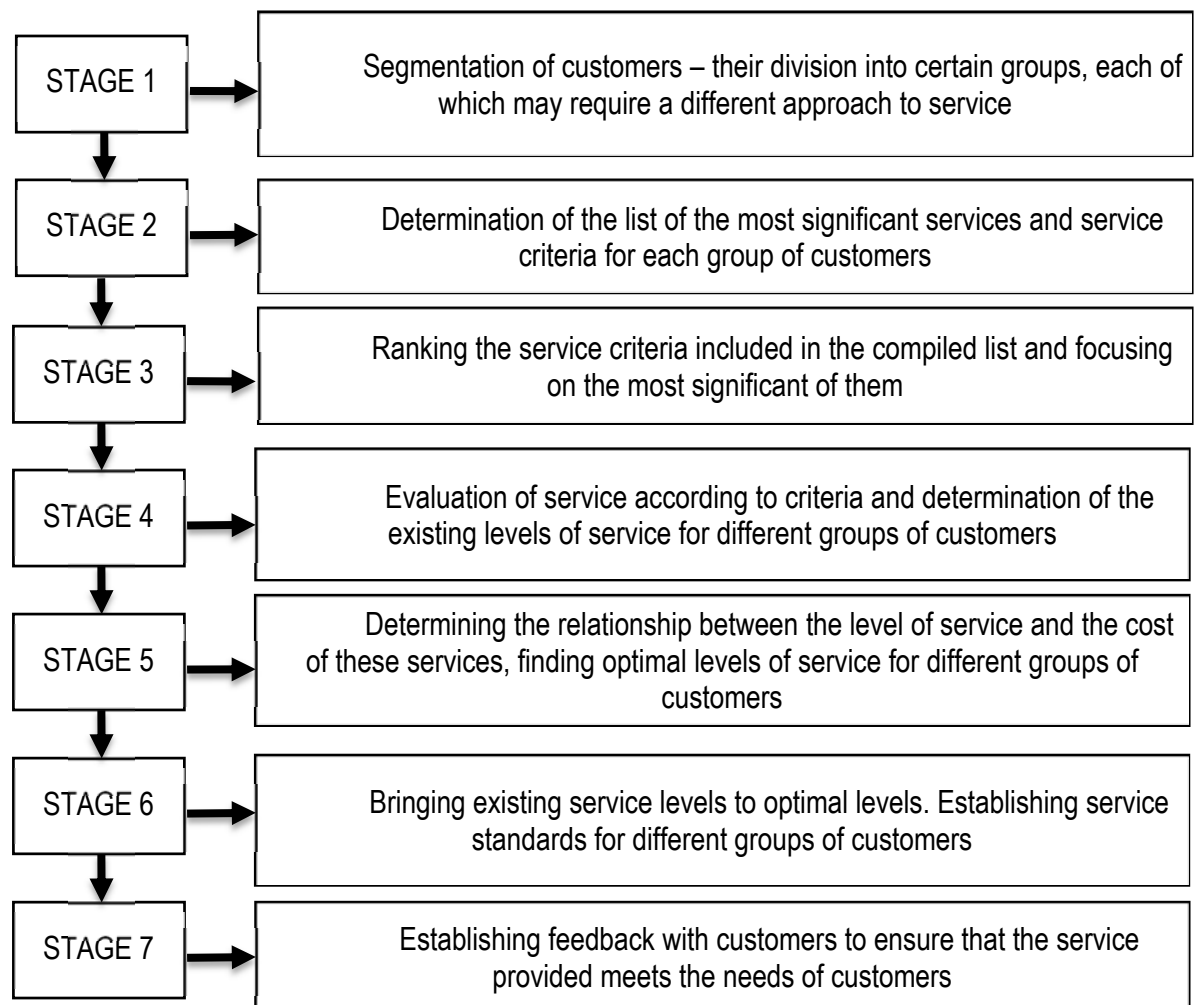 STAGE 1
Segmentation of customers – their division into certain groups, each of
which may require a different approach to service
STAGE 2
Determination of the list of the most significant services and service
criteria for each group of customers
STAGE 3
Ranking the service criteria included in the compiled list and focusing
on the most significant of them
STAGE 4
Evaluation of service according to criteria and determination of the
existing levels of service for different groups of customers
STAGE 5
Determining the relationship between the level of service and the cost
of these services, finding optimal levels of service for different groups of
customers
STAGE 6
Bringing existing service levels to optimal levels. Establishing service
standards for different groups of customers
STAGE 7
Establishing feedback with customers to ensure that the service
provided meets the needs of customers